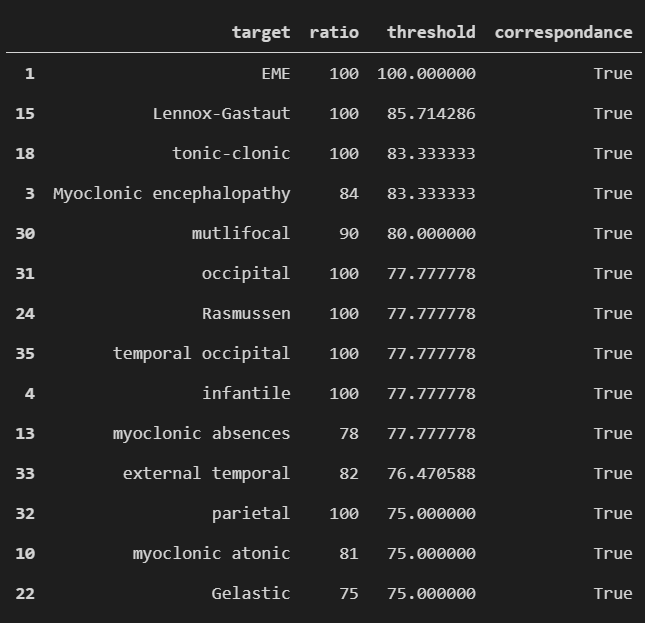 target ratio threshold correspondance
1 EME 100 100.000000 True
15 Lennox-Gastaut 100 85.714286 True
18 tonic-clonic 100 83.333333 True
3 Myoclonic encephalopathy 84 83.333333 True
30 mutlifocal 90 80.000000 True
31 occipital 100 77.777778 True
24 Rasmussen 100 77.777778 True
35 temporal occipital 100 77.777778 True
4 infantile 100 77.777778 True
13 myoclonic absences 78 77.777778 True
33 external temporal 82 76.470588 True
32 parietal 100 75.000000 True
10 myoclonic atonic 81 75.000000 True
22 Gelastic 75 75.000000 True